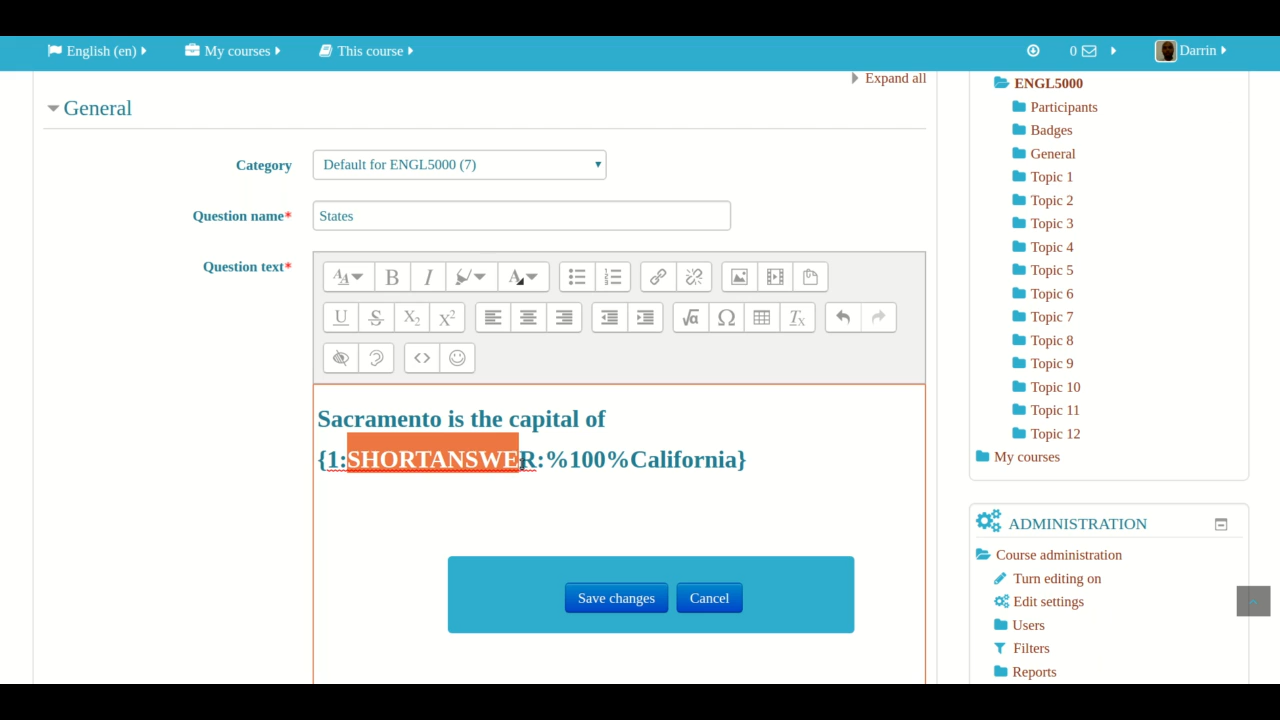 English (en) My courses This course 0 Darrin
Expand all
General
Category Default for ENGL5000 (7)
Question name* States
Question text*
Sacramento is the capital of
{1:SHORTANSWER:%100%California}
Save changes Cancel
ENGL5000
Participants
Badges
General
Topic 1
Topic 2
Topic 3
Topic 4
Topic 5
Topic 6
Topic 7
Topic 8
Topic 9
Topic 10
Topic 11
Topic 12
My courses
ADMINISTRATION
Course administration
Turn editing on
Edit settings
Users
Filters
Reports